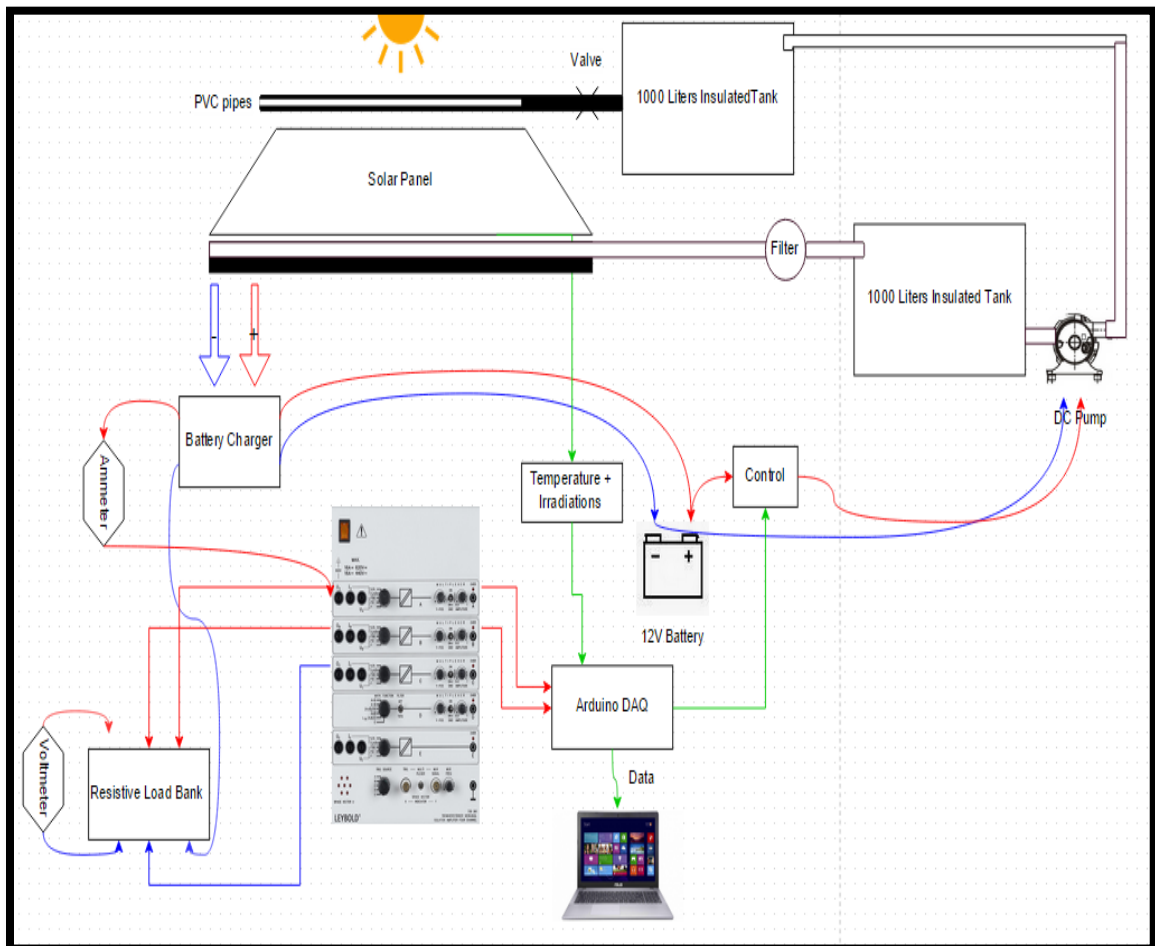 Valve
PVC pipes
1000 Liters InsulatedTank
Solar Panel
Filter
1000 Liters Insulated Tank
-
+
DC Pump
Battery Charger
Ammeter
Temperature +
Irradiations
Control
- +
12V Battery
Arduino DAQ
Voltmeter
Resistive Load Bank
Data
LEYBOLD